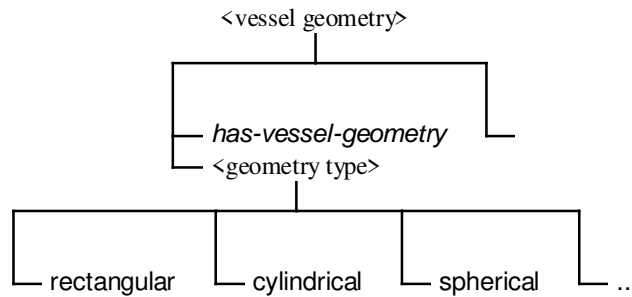 <vessel geometry>
has-vessel-geometry
<geometry type>
rectangular cylindrical spherical ..